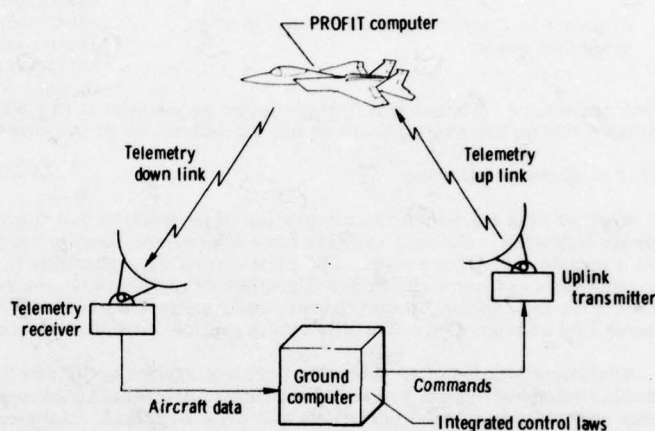 PROFIT computer
Telemetry
down link
Telemetry
up link
Telemetry
receiver
Uplink
transmitter
Ground
computer
Commands
Aircraft data
Integrated control laws